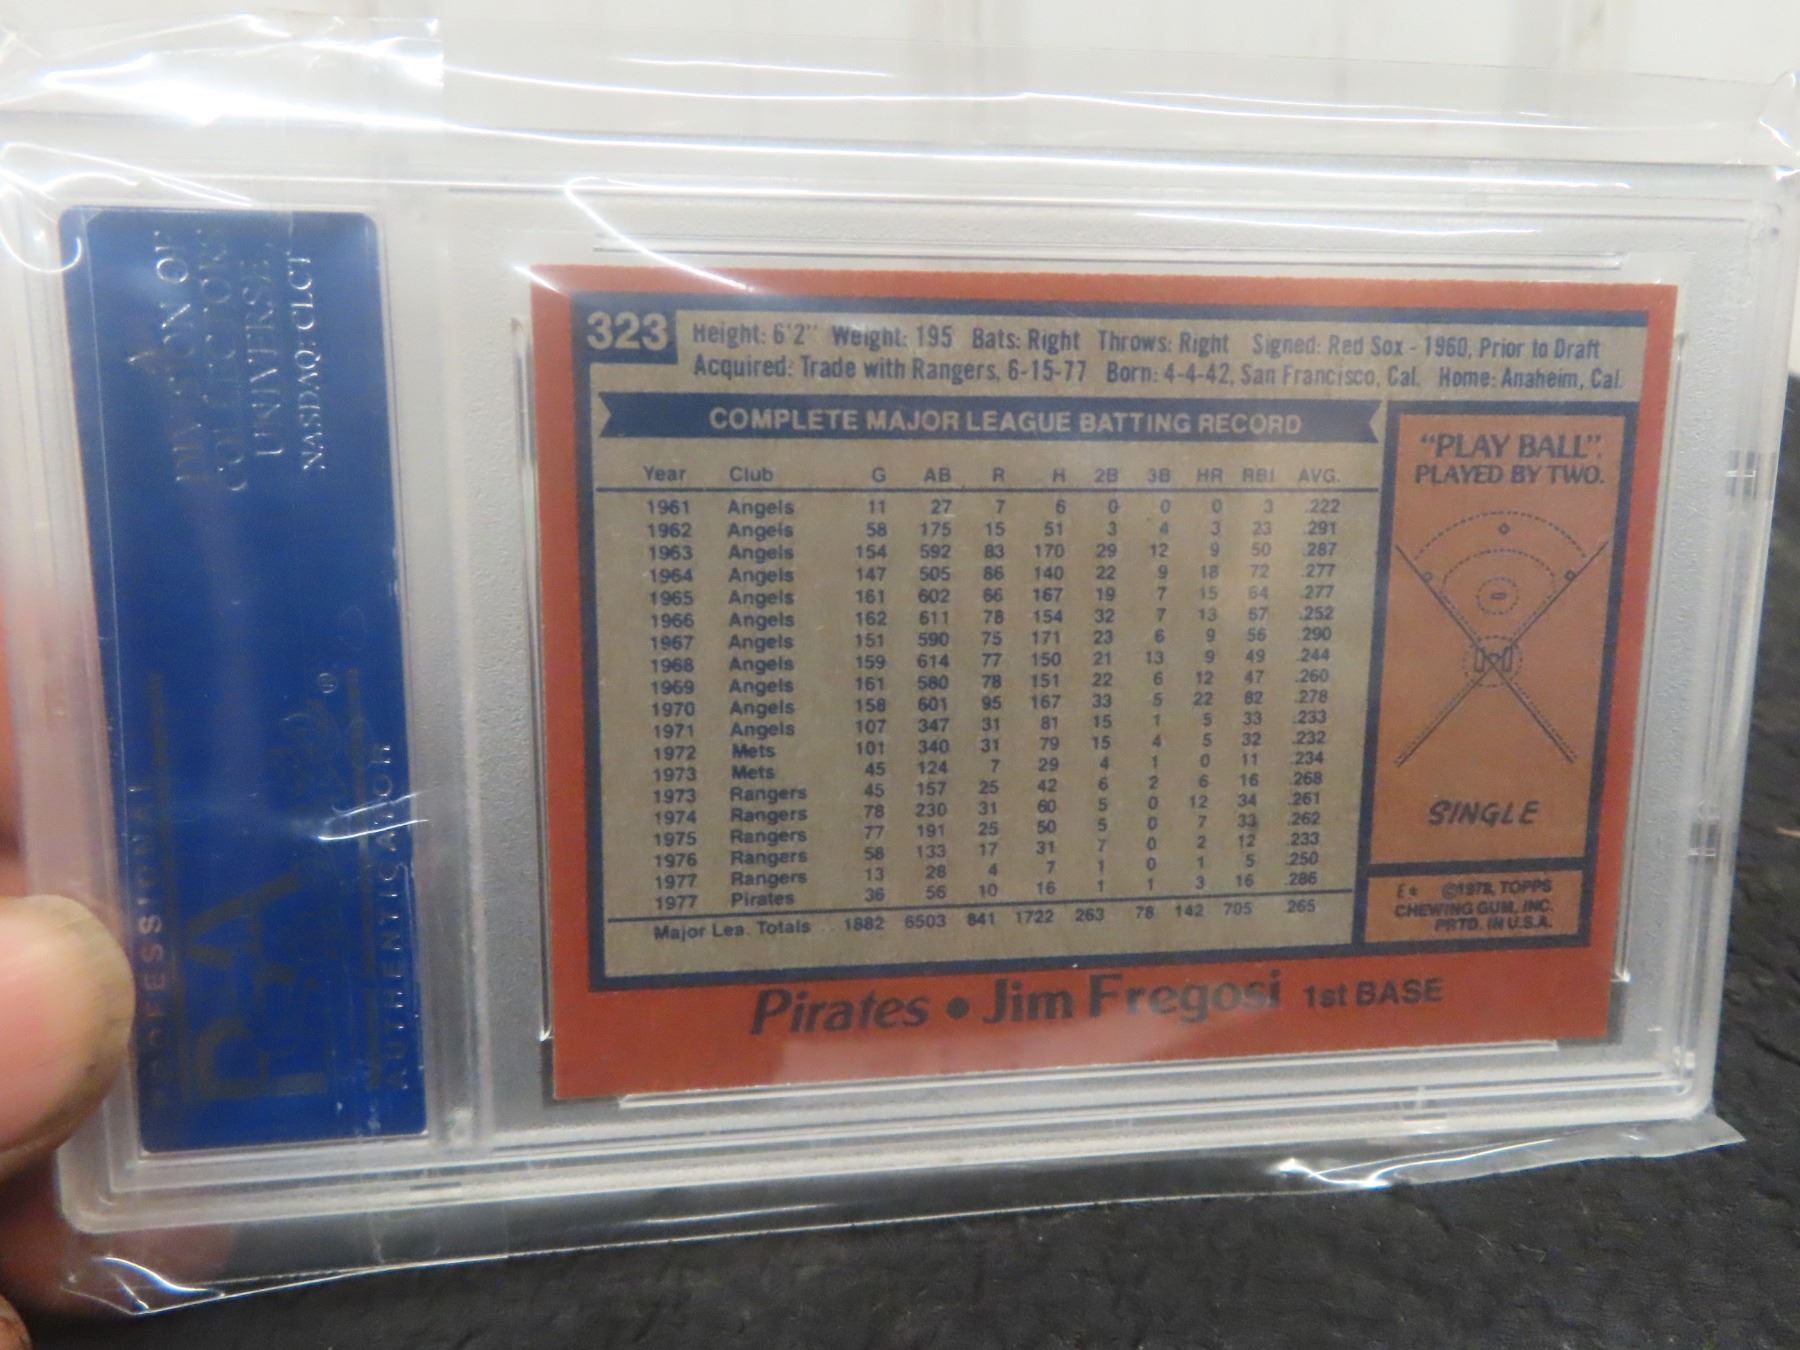 DIVISION OF
COLLECTORS
UNIVERSE
NASDAQ: CLCT
PROFESSIONAL
PSA
AUTHENTICATOR
323
Height: 6'2" Weight: 195 Bats: Right Throws: Right Signed: Red Sox - 1960, Prior to Draft
Acquired: Trade with Rangers, 6-15-77 Born: 4-4-42, San Francisco, Cal. Home: Anaheim, Cal.
COMPLETE MAJOR LEAGUE BATTING RECORD
Year Club G AB R H 2B 3B HR RBI AVG.
1961 Angels 11 27 7 6 0 0 0 3 .222
1962 Angels 58 175 15 51 3 4 3 23 .291
1963 Angels 154 592 83 170 29 12 9 50 .287
1964 Angels 147 505 86 140 22 9 18 72 .277
1965 Angels 161 602 66 167 19 7 15 64 .277
1966 Angels 162 611 78 154 32 7 13 67 .252
1967 Angels 151 590 75 171 23 6 9 56 .290
1968 Angels 159 614 77 150 21 13 9 49 .244
1969 Angels 161 580 78 151 22 6 12 47 .260
1970 Angels 158 601 95 167 33 5 22 82 .278
1971 Angels 107 347 31 81 15 1 5 33 .233
1972 Mets 101 340 31 79 15 4 5 32 .232
1973 Mets 45 124 7 29 4 1 0 11 .234
1973 Rangers 45 157 25 42 6 2 6 16 .268
1974 Rangers 78 230 31 60 5 0 12 34 .261
1975 Rangers 77 191 25 50 5 0 7 33 .262
1976 Rangers 58 133 17 31 7 0 2 12 .233
1977 Rangers 13 28 4 7 1 0 1 5 .250
1977 Pirates 36 56 10 16 1 1 3 16 .286
Major Lea. Totals .. 1882 6503 841 1722 263 78 142 705 .265
"PLAY BALL".
PLAYED BY TWO.
SINGLE
E* ©1978, TOPPS
CHEWING GUM, INC.
PRTD. IN U.S.A.
Pirates • Jim Fregosi 1st BASE